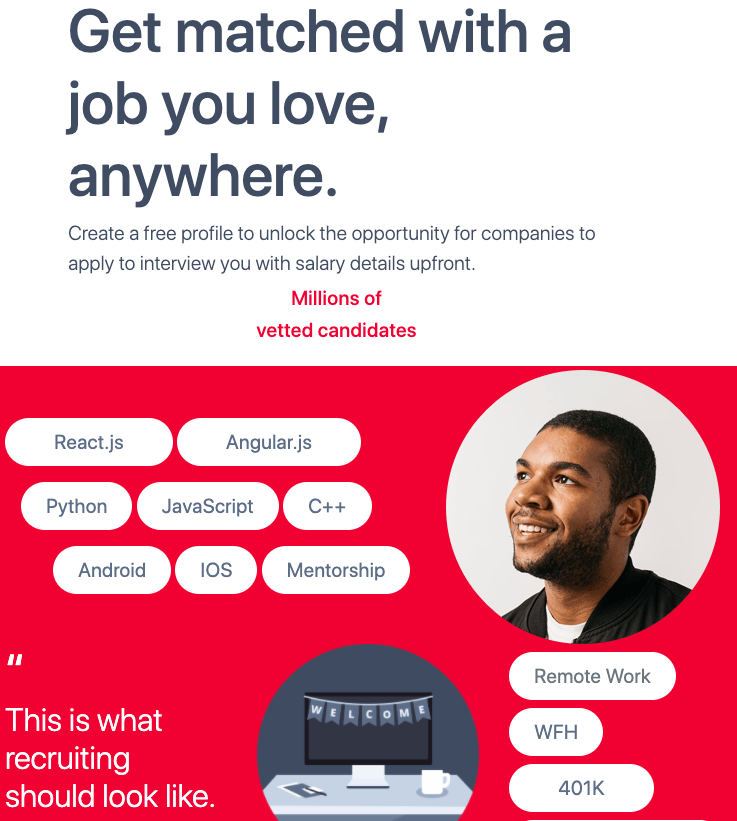 Get matched with a
job you love,
anywhere.
Create a free profile to unlock the opportunity for companies to
apply to interview you with salary details upfront.
Millions of
vetted candidates
React.js
Angular.js
Python
JavaScript
C++
Android
IOS
Mentorship
“
This is what
recruiting
should look like.
WELCOME
Remote Work
WFH
401K